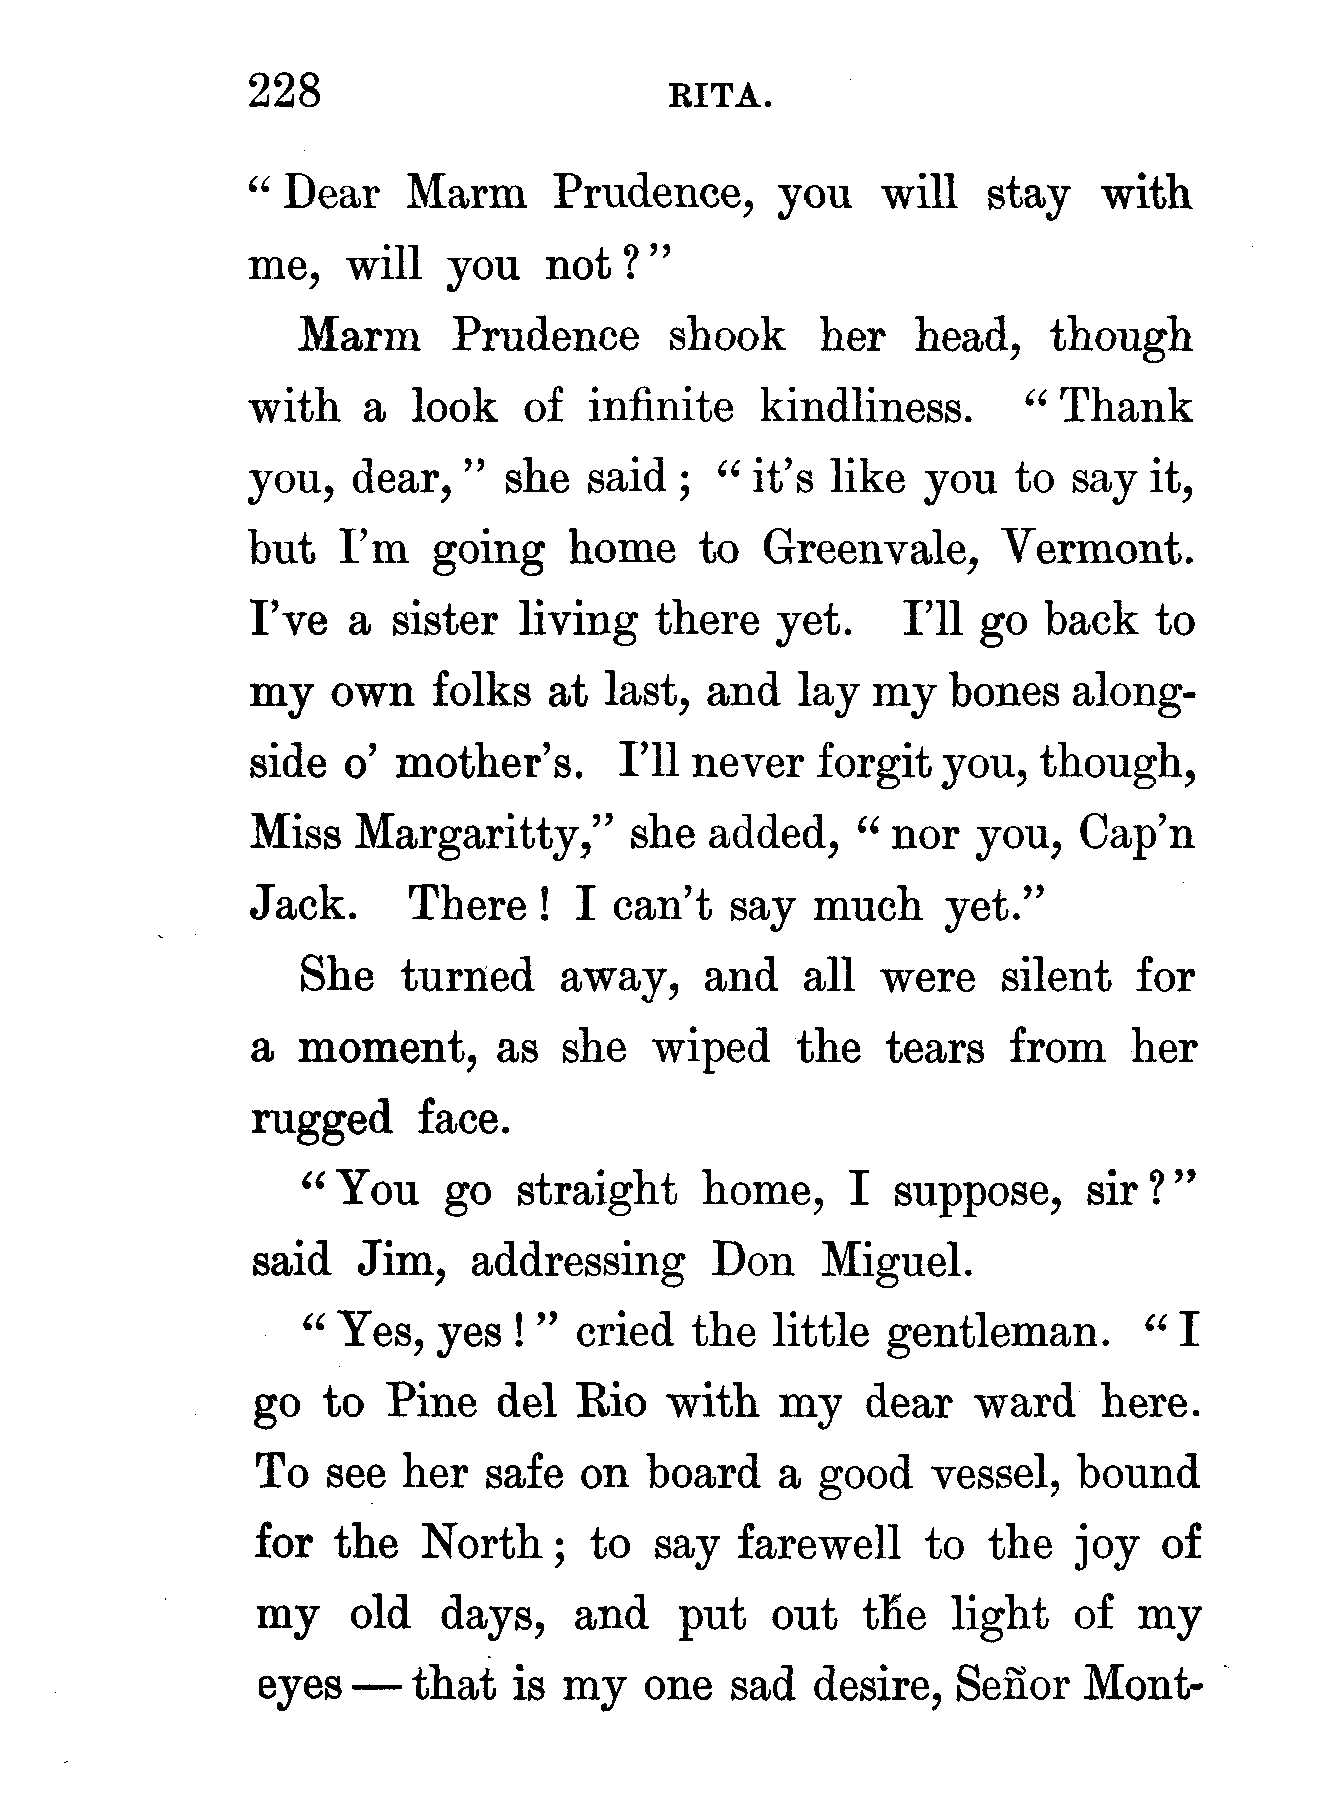 228 RITA.
“ Dear Marm Prudence, you will stay with
me, will you not ? ”
Marm Prudence shook her head, though
with a look of infinite kindliness. “ Thank
you, dear, ” she said ; “ it’s like you to say it,
but I’m going home to Greenvale, Vermont.
I’ve a sister living there yet. I’ll go back to
my own folks at last, and lay my bones along-
side o’ mother’s. I’ll never forgit you, though,
Miss Margaritty,” she added, “ nor you, Cap’n
Jack. There ! I can’t say much yet.”
She turned away, and all were silent for
a moment, as she wiped the tears from her
rugged face.
“ You go straight home, I suppose, sir ? ”
said Jim, addressing Don Miguel.
“ Yes, yes ! ” cried the little gentleman. “ I
go to Pine del Rio with my dear ward here.
To see her safe on board a good vessel, bound
for the North ; to say farewell to the joy of
my old days, and put out the light of my
eyes — that is my one sad desire, Señor Mont-